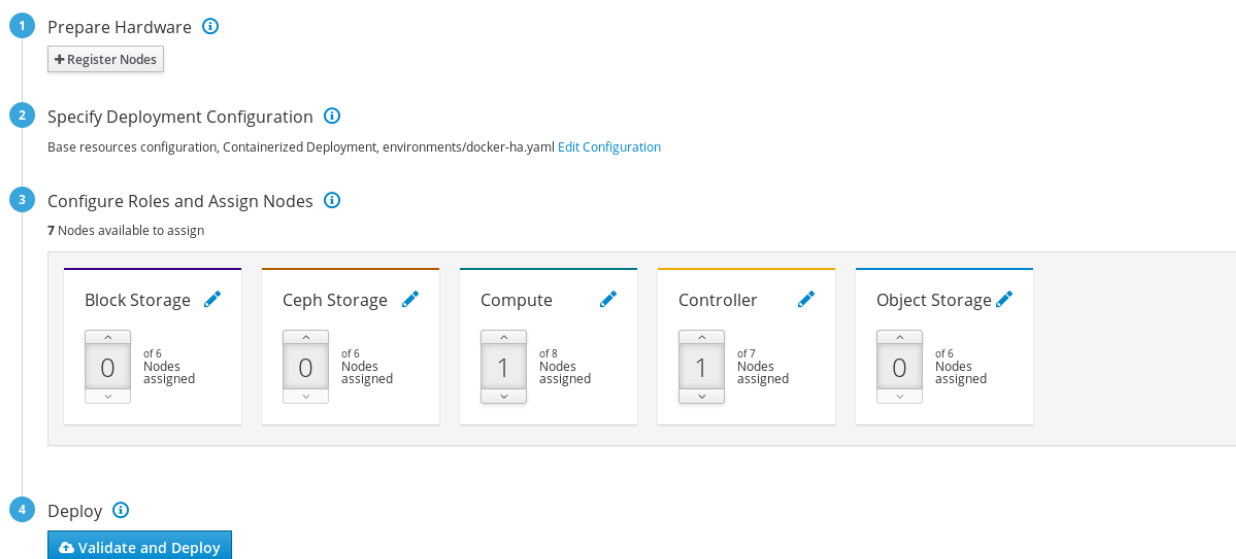 1 Prepare Hardware
+ Register Nodes
2 Specify Deployment Configuration
Base resources configuration, Containerized Deployment, environments/docker-ha.yaml Edit Configuration
3 Configure Roles and Assign Nodes
7 Nodes available to assign
Block Storage
0 of 6 Nodes assigned
Ceph Storage
0 of 6 Nodes assigned
Compute
1 of 8 Nodes assigned
Controller
1 of 7 Nodes assigned
Object Storage
0 of 6 Nodes assigned
4 Deploy
Validate and Deploy